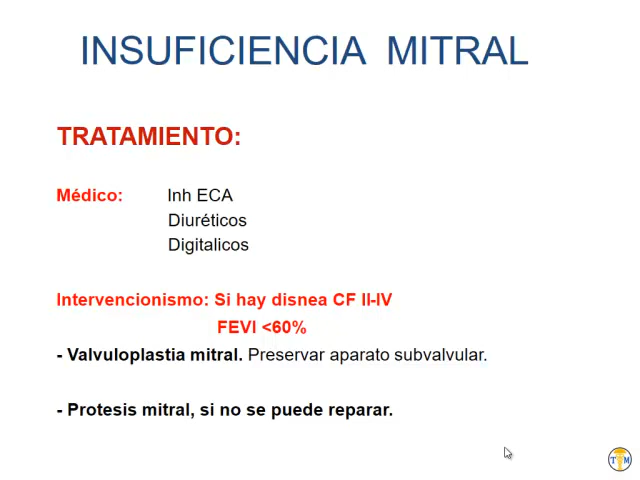 INSUFICIENCIA MITRAL
TRATAMIENTO:
Médico: Inh ECA
Diuréticos
Digitalicos
Intervencionismo: Si hay disnea CF II-IV
FEVI <60%
- Valvuloplastia mitral. Preservar aparato subvalvular.
- Protesis mitral, si no se puede reparar.
T M